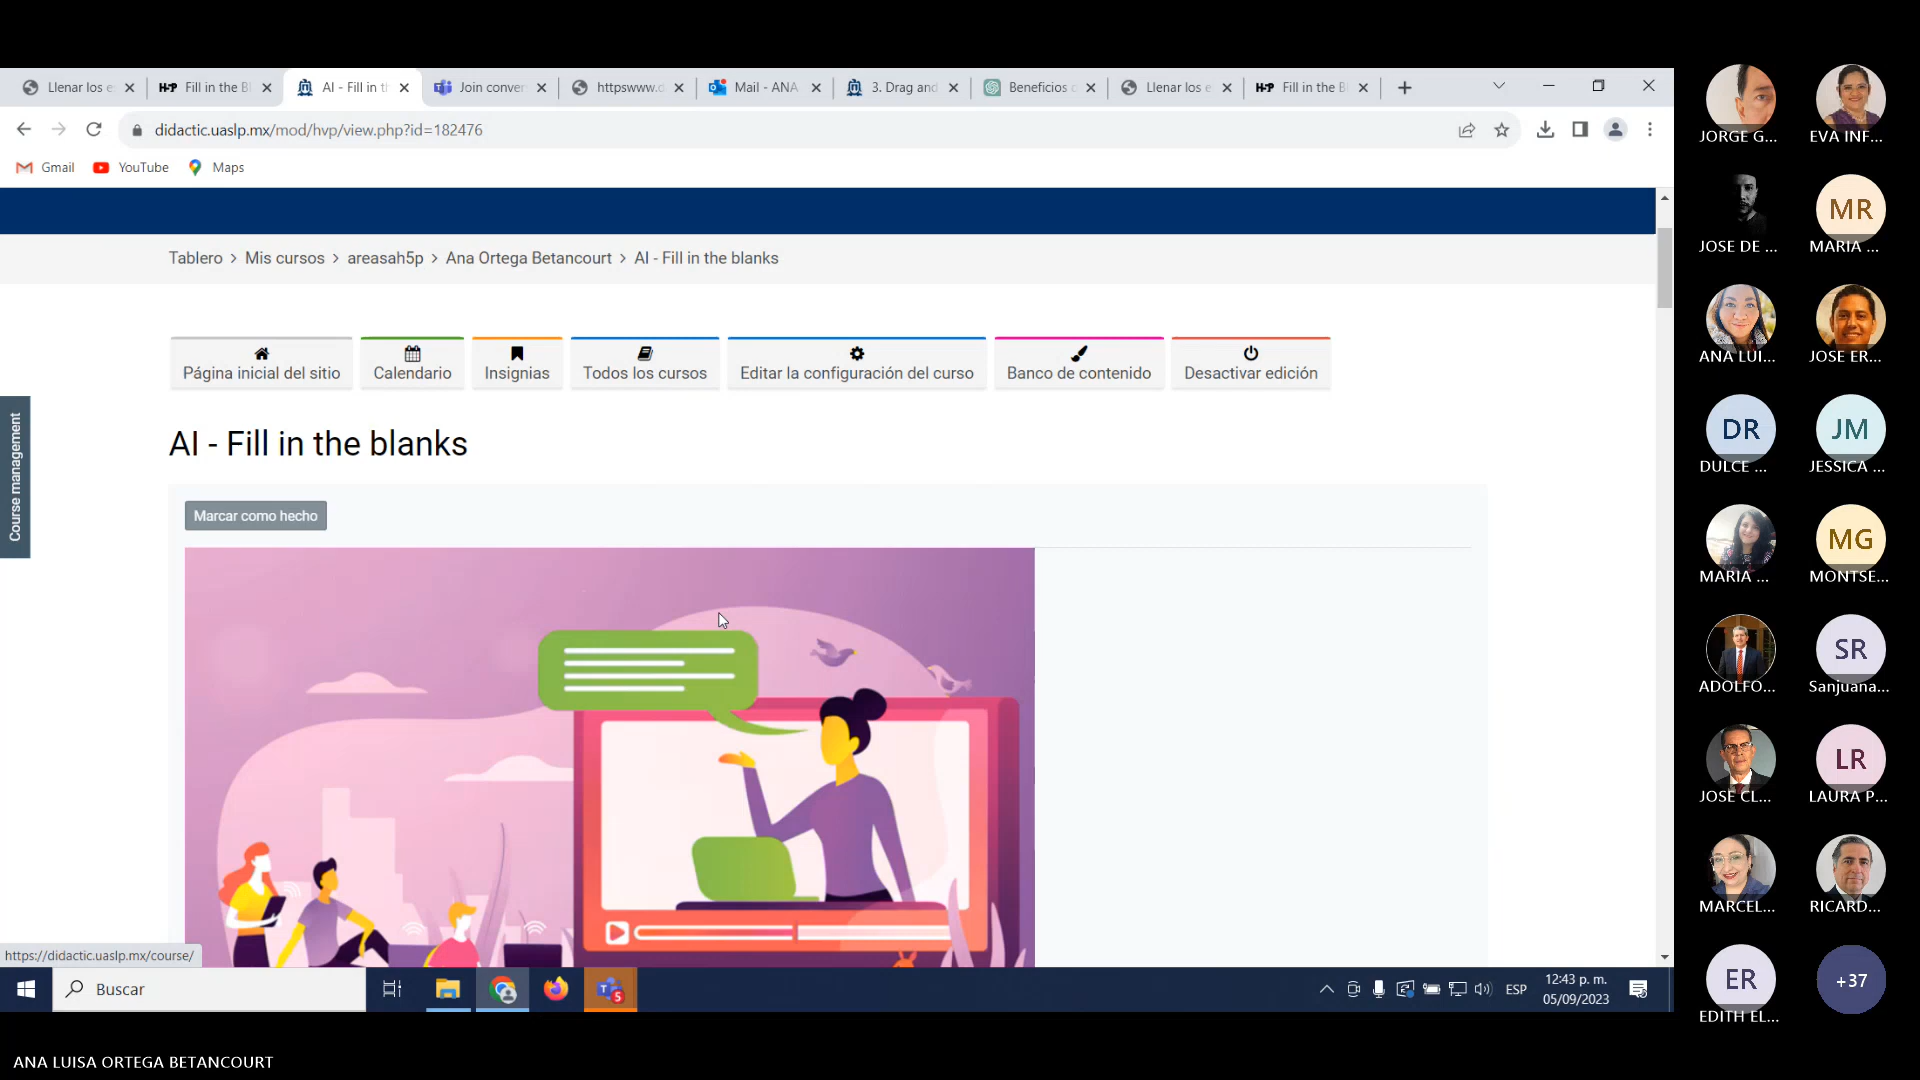 Llenar los e
H-P Fill in the Bl
AI - Fill in th
Join conver
httpswww.d
Mail - ANA
3. Drag and
Beneficios d
Llenar los e
H-P Fill in the Bl
didactic.uaslp.mx/mod/hvp/view.php?id=182476
Gmail
YouTube
Maps
Tablero > Mis cursos > areasah5p > Ana Ortega Betancourt > AI - Fill in the blanks
Página inicial del sitio
Calendario
Insignias
Todos los cursos
Editar la configuración del curso
Banco de contenido
Desactivar edición
Course management
AI - Fill in the blanks
Marcar como hecho
https://didactic.uaslp.mx/course/
Buscar
5
ESP
12:43 p. m.
05/09/2023
JORGE G...
EVA INF...
JOSE DE ...
MR
MARIA ...
ANA LUI...
JOSE ER...
DR
DULCE ...
JM
JESSICA ...
MARIA ...
MG
MONTSE...
ADOLFO...
SR
Sanjuana...
JOSE CL...
LR
LAURA P...
MARCEL...
RICARD...
ER
EDITH EL...
+37
ANA LUISA ORTEGA BETANCOURT